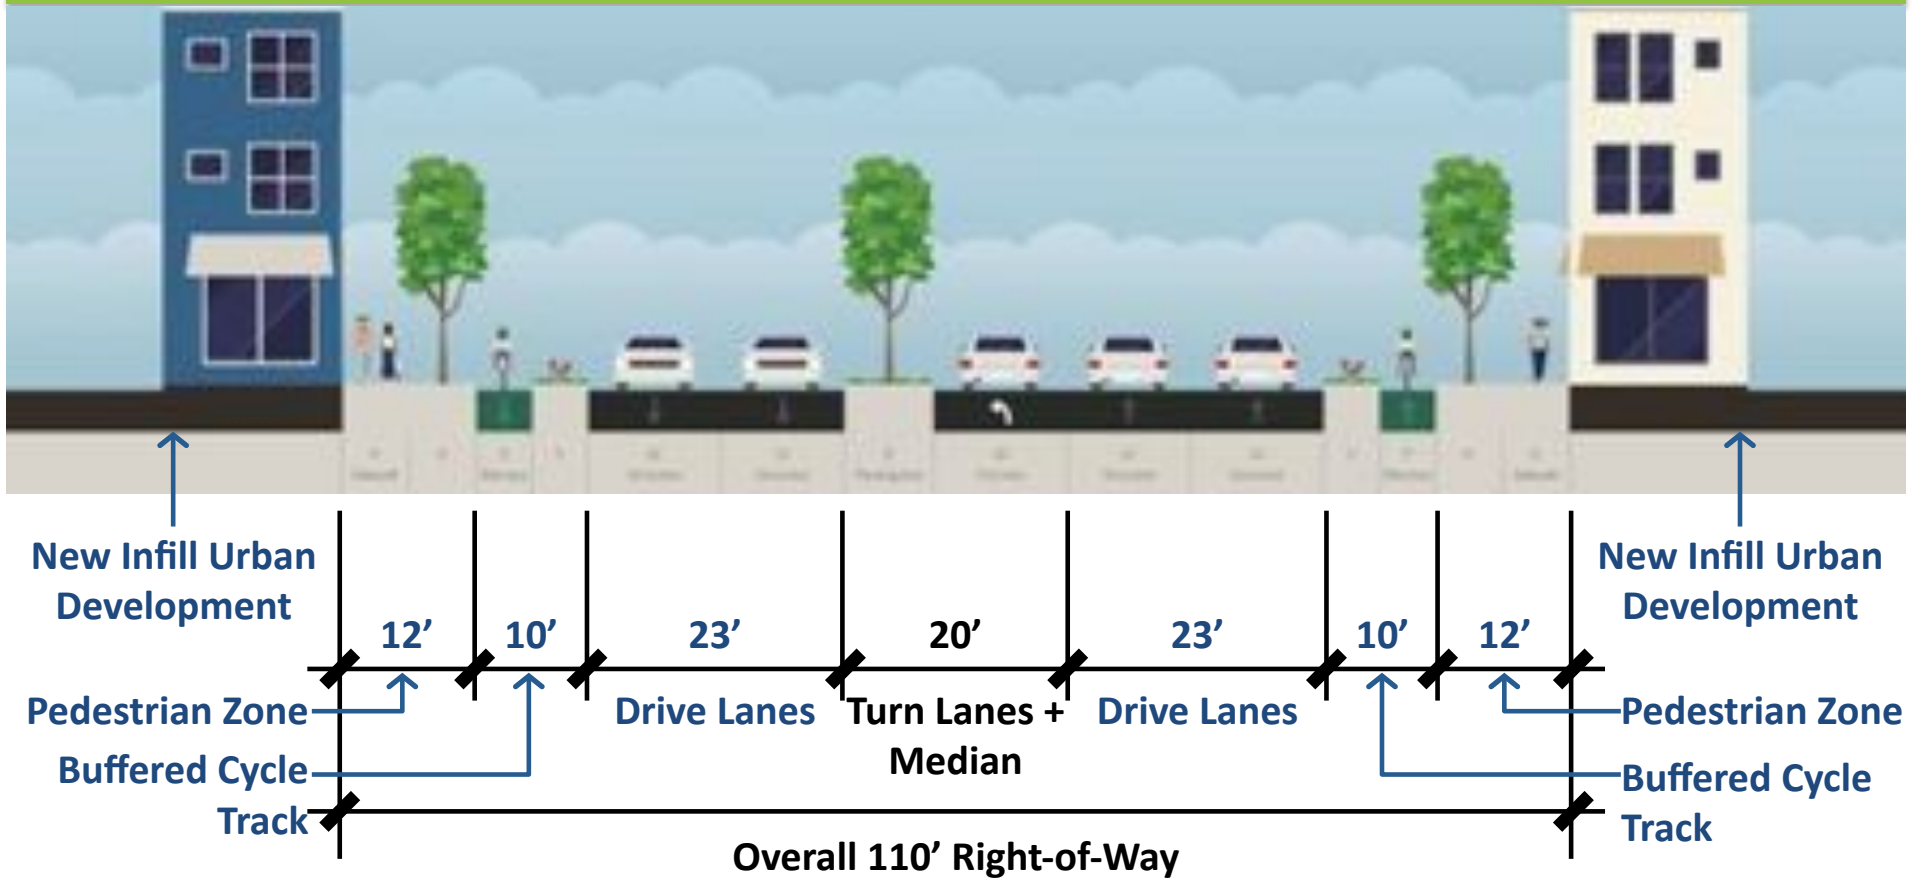 New Infill Urban
Development
New Infill Urban
Development
12’
10’
23’
20’
23’
10’
12’
Pedestrian Zone
Drive Lanes
Turn Lanes +
Median
Drive Lanes
Pedestrian Zone
Buffered Cycle
Track
Buffered Cycle
Track
Overall 110’ Right-of-Way